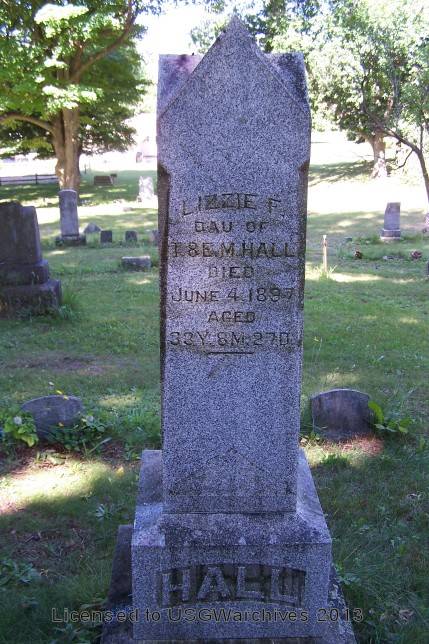 LIZZIE F.
DAU OF
T. & E. M. HALL
DIED
JUNE 4, 1897
AGED
33Y. 8M. 27D.
HALL
Licensed to USGWarchives 2013